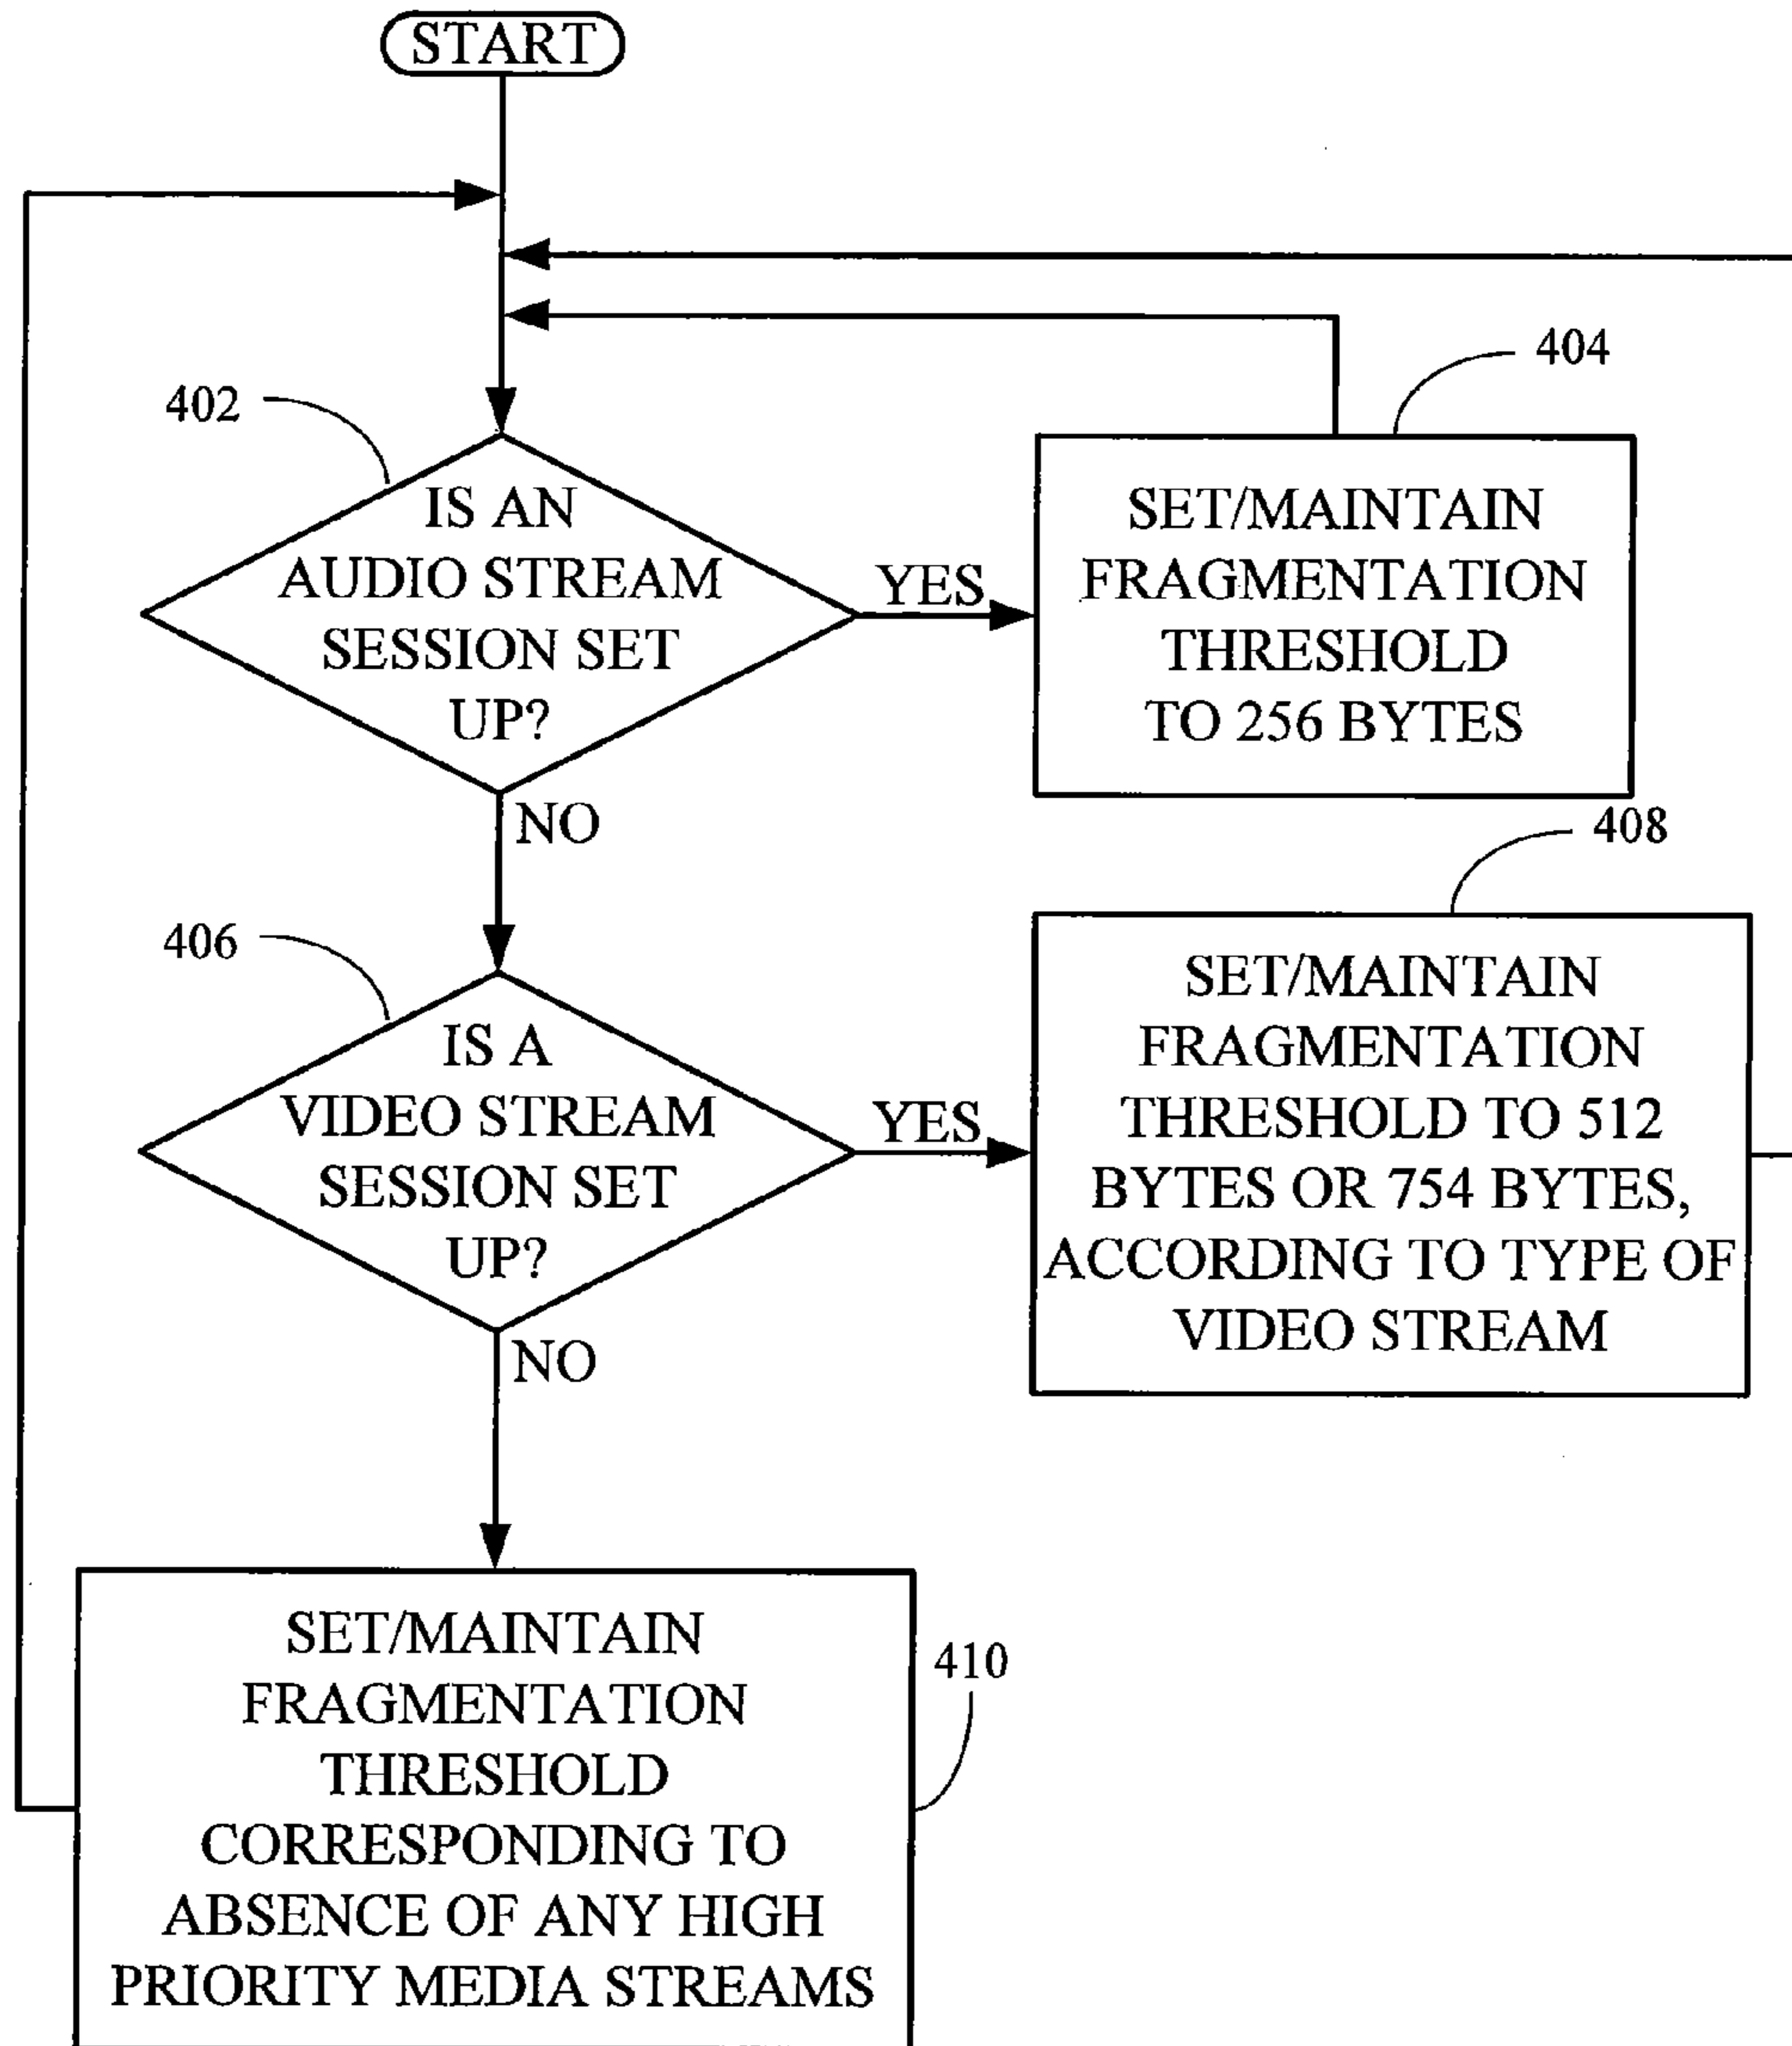 START
402
404
IS AN
AUDIO STREAM
SESSION SET
UP?
YES
SET/MAINTAIN
FRAGMENTATION
THRESHOLD
TO 256 BYTES
NO
406
408
IS A
VIDEO STREAM
SESSION SET
UP?
YES
SET/MAINTAIN
FRAGMENTATION
THRESHOLD TO 512
BYTES OR 754 BYTES,
ACCORDING TO TYPE OF
VIDEO STREAM
NO
SET/MAINTAIN
FRAGMENTATION
THRESHOLD
CORRESPONDING TO
ABSENCE OF ANY HIGH
PRIORITY MEDIA STREAMS
410